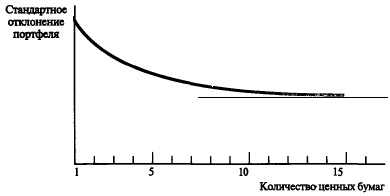 Стандартное
отклонение
портфеля
1 5 10 15
Количество ценных бумаг